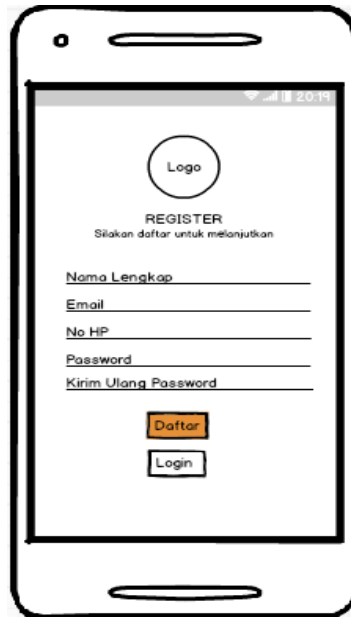 20:19
Logo
REGISTER
Silakan daftar untuk melanjutkan
Nama Lengkap
Email
No HP
Password
Kirim Ulang Password
Daftar
Login